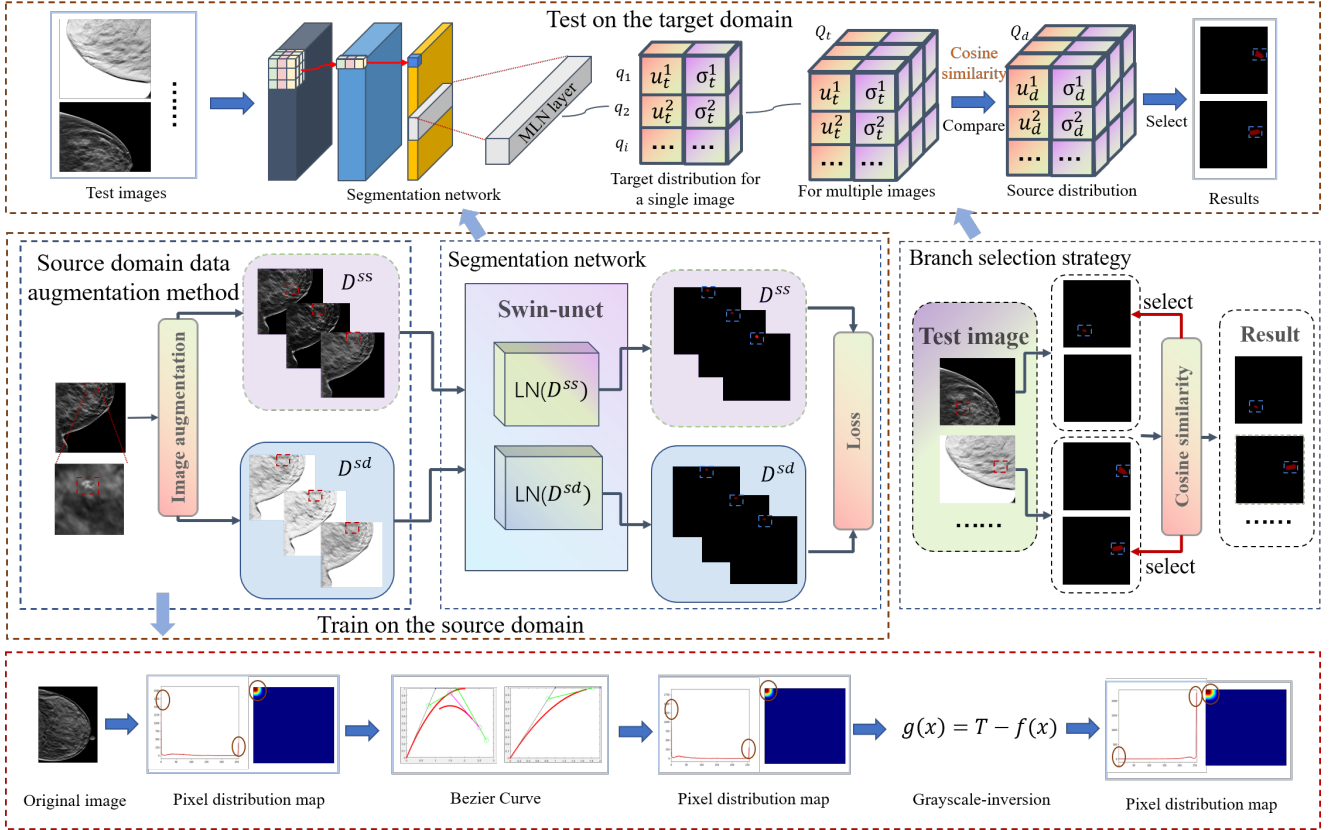 Test on the target domain
Test images
Segmentation network
MLN layer
q₁
q₂
qᵢ
u_t^1 σ_t^1
u_t^2 σ_t^2
... ...
Target distribution for
a single image
Q_t
u_t^1 σ_t^1
u_t^2 σ_t^2
... ...
For multiple images
Cosine
similarity
Compare
Q_d
u_d^1 σ_d^1
u_d^2 σ_d^2
... ...
Source distribution
Select
Results
Source domain data
augmentation method
Image augmentation
D^{ss}
D^{sd}
Segmentation network
Swin-unet
LN(D^{ss})
LN(D^{sd})
D^{ss}
D^{sd}
Loss
Train on the source domain
Branch selection strategy
Test image
......
select
select
Cosine similarity
Result
......
Original image
Pixel distribution map
Bezier Curve
Pixel distribution map
g(x) = T − f(x)
Grayscale-inversion
Pixel distribution map